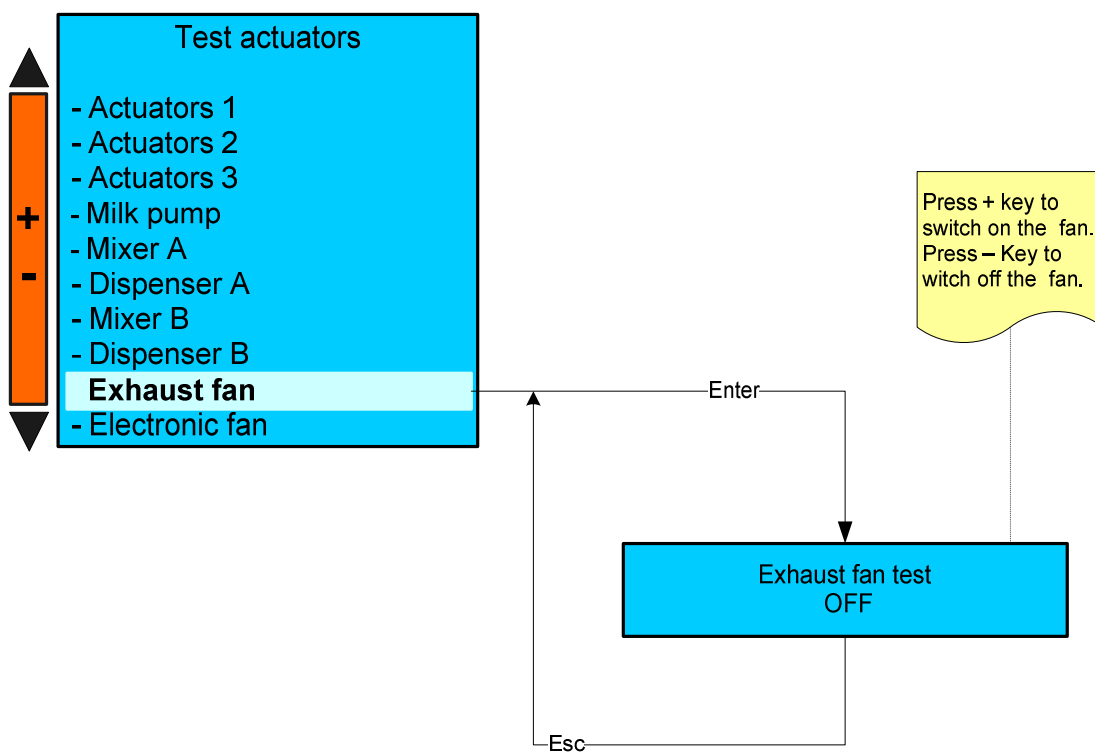 Test actuators
- Actuators 1
- Actuators 2
- Actuators 3
- Milk pump
- Mixer A
- Dispenser A
- Mixer B
- Dispenser B
Exhaust fan
- Electronic fan
+
-
Press + key to
switch on the fan.
Press – Key to
witch off the fan.
Enter
Exhaust fan test
OFF
Esc